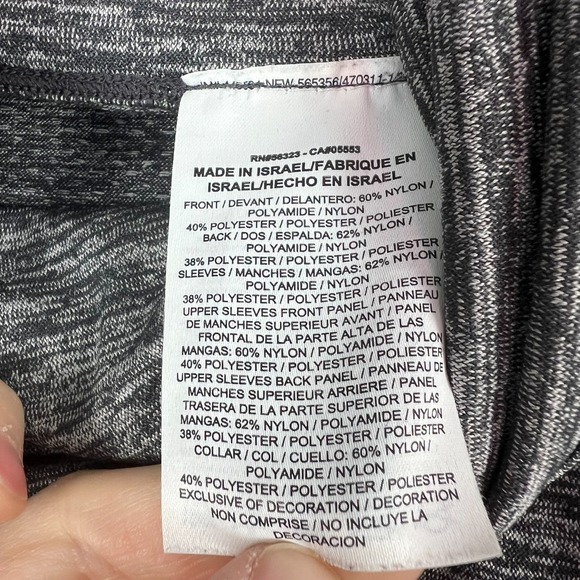 NEW-565356/470311-1/2
RN#56323 - CA#05553
MADE IN ISRAEL/FABRIQUE EN
ISRAEL/HECHO EN ISRAEL
FRONT / DEVANT / DELANTERO: 60% NYLON /
POLYAMIDE / NYLON
40% POLYESTER / POLYESTER / POLIESTER
BACK / DOS / ESPALDA: 62% NYLON /
POLYAMIDE / NYLON
38% POLYESTER / POLYESTER / POLIESTER
SLEEVES / MANCHES / MANGAS: 62% NYLON /
POLYAMIDE / NYLON
38% POLYESTER / POLYESTER / POLIESTER
UPPER SLEEVES FRONT PANEL / PANNEAU
DE MANCHES SUPERIEUR AVANT / PANEL
FRONTAL DE LA PARTE ALTA DE LAS
MANGAS: 60% NYLON / POLYAMIDE / NYLON
40% POLYESTER / POLYESTER / POLIESTER
UPPER SLEEVES BACK PANEL / PANNEAU DE
MANCHES SUPERIEUR ARRIERE / PANEL
TRASERA DE LA PARTE SUPERIOR DE LAS
MANGAS: 62% NYLON / POLYAMIDE / NYLON
38% POLYESTER / POLYESTER / POLIESTER
COLLAR / COL / CUELLO: 60% NYLON /
POLYAMIDE / NYLON
40% POLYESTER / POLYESTER / POLIESTER
EXCLUSIVE OF DECORATION / DECORATION
NON COMPRISE / NO INCLUYE LA
DECORACION